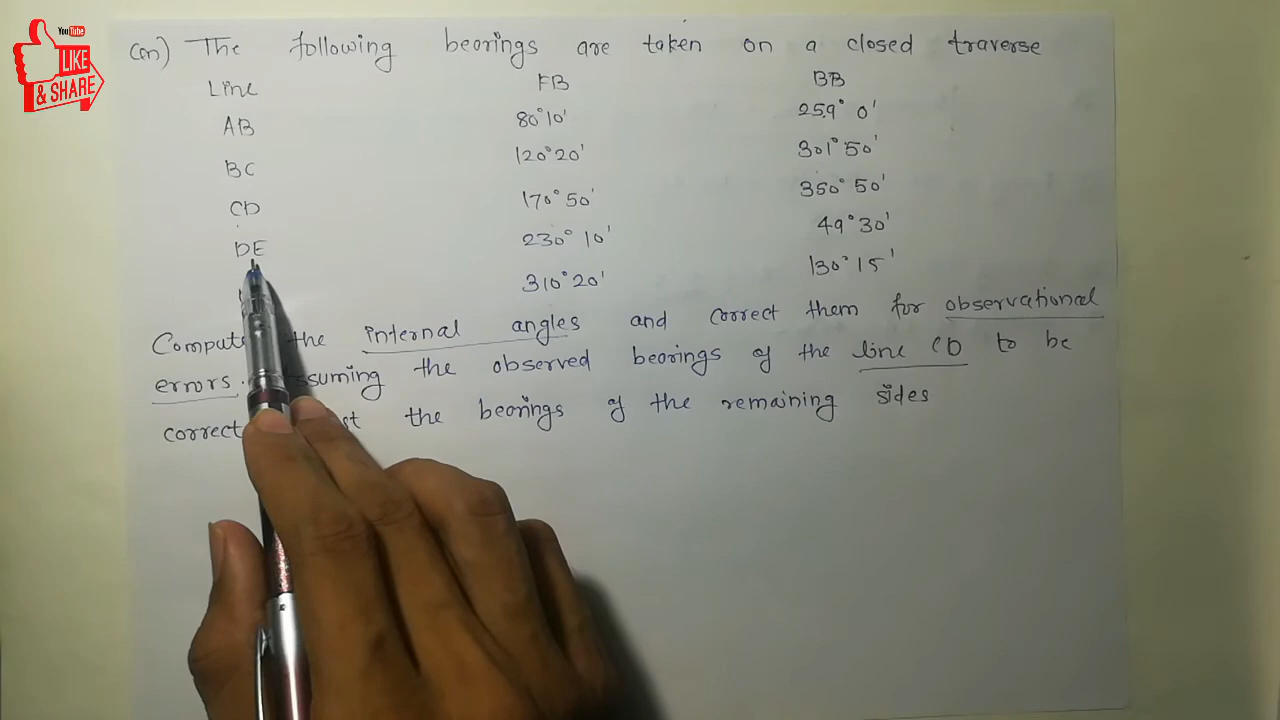 YouTube
LIKE
& SHARE
(m) The following bearings are taken on a closed traverse
Line FB BB
AB 80°10' 259° 0'
BC 120°20' 301°50'
CD 170°50' 350°50'
DE 230°10' 49°30'
310°20' 130°15'
Compute the internal angles and correct them for observational
errors. ssuming the observed bearings of the line CD to be
correct st the bearings of the remaining sides